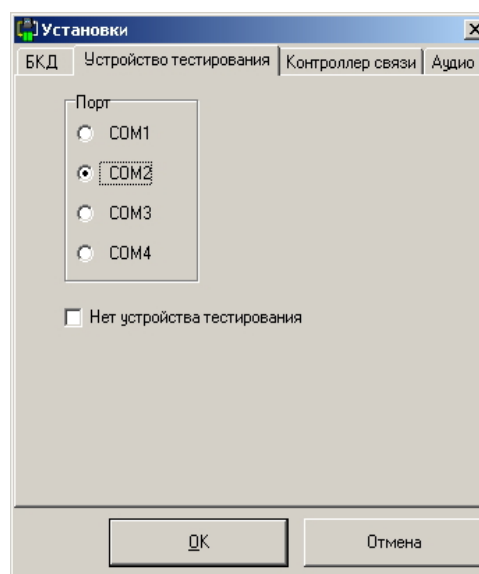 Установки
БКД Устройство тестирования Контроллер связи Аудио
Порт
COM1
COM2
COM3
COM4
Нет устройства тестирования
OK Отмена